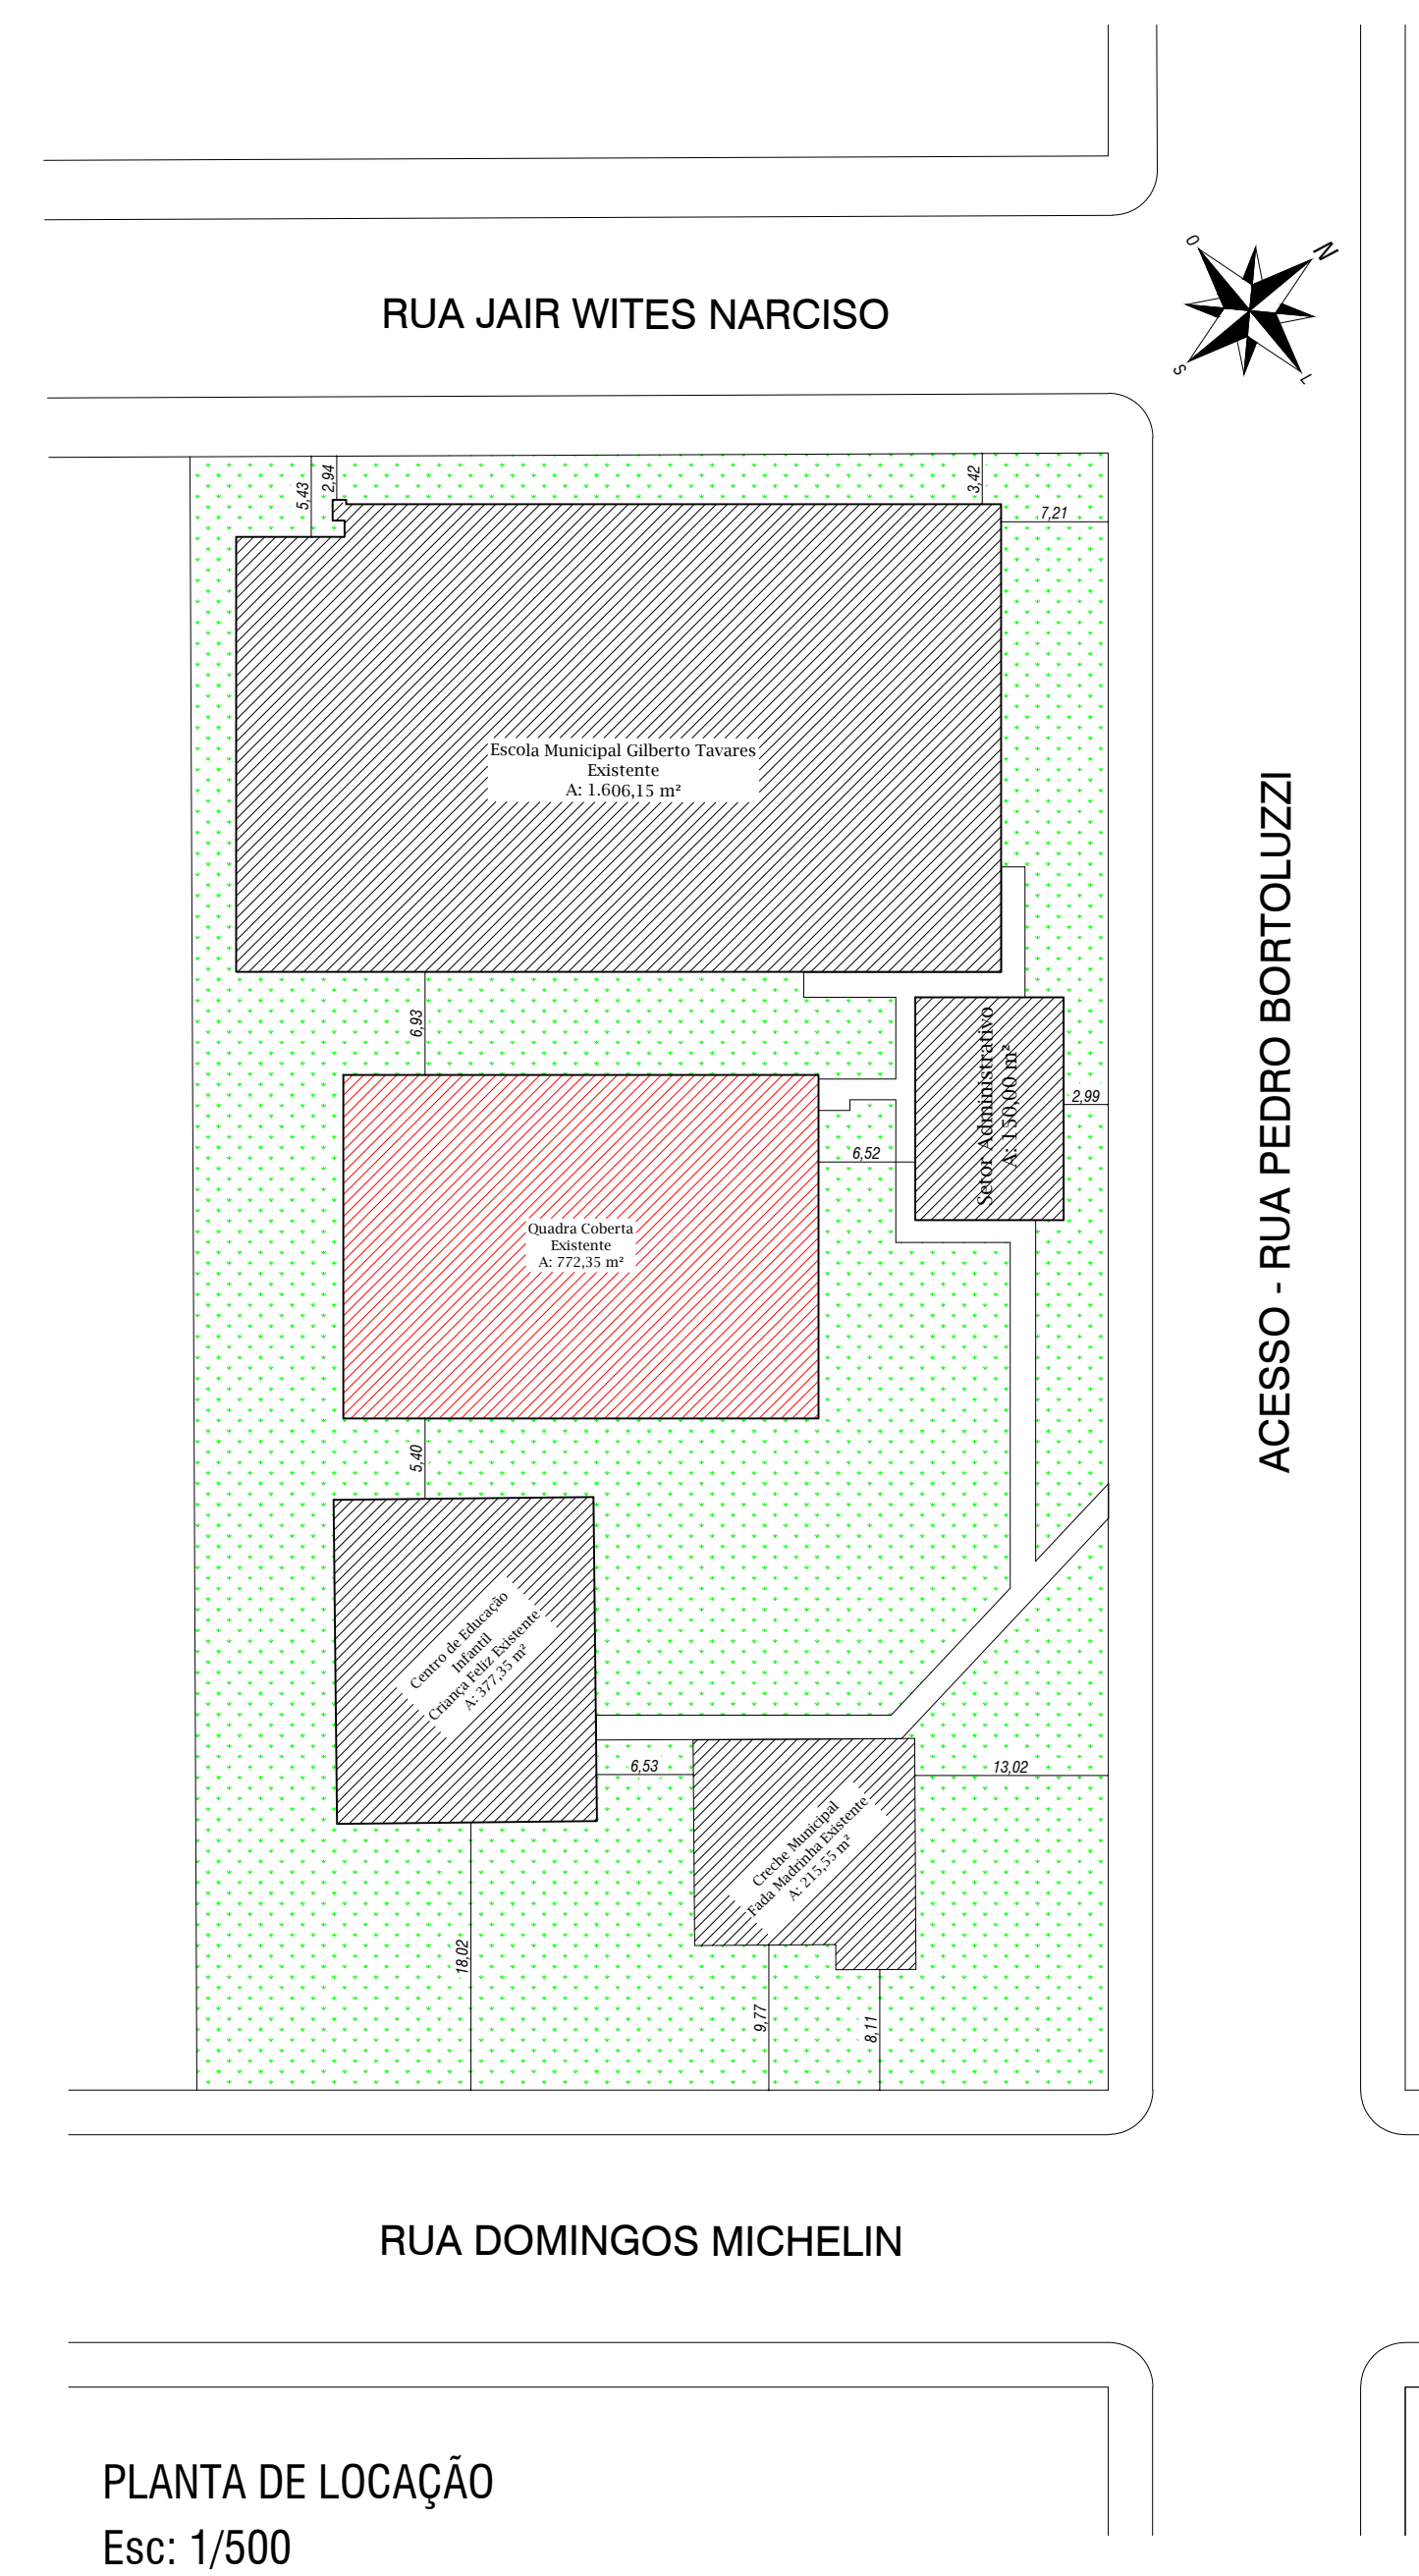 O
N
S
L
RUA JAIR WITES NARCISO
5,43
2,94
3,42
7,21
Escola Municipal Gilberto Tavares
Existente
A: 1.606,15 m²
6,93
Setor Administrativo
A: 150,00 m²
2,99
6,52
Quadra Coberta
Existente
A: 772,35 m²
ACESSO - RUA PEDRO BORTOLUZZI
5,40
Centro de Educação
Infantil
Criança Feliz Existente
A: 377,35 m²
6,53
13,02
Creche Municipal
Fada Madrinha Existente
A: 215,55 m²
18,02
9,77
8,11
RUA DOMINGOS MICHELIN
PLANTA DE LOCAÇÃO
Esc: 1/500